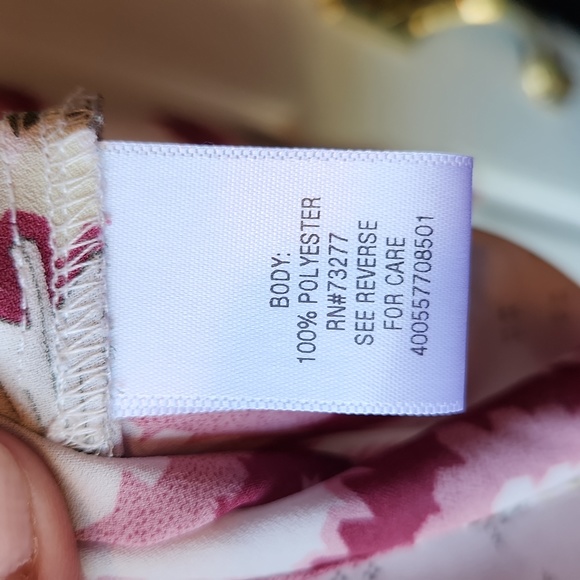 BODY:
100% POLYESTER
RN#73277
SEE REVERSE
FOR CARE
400557708501